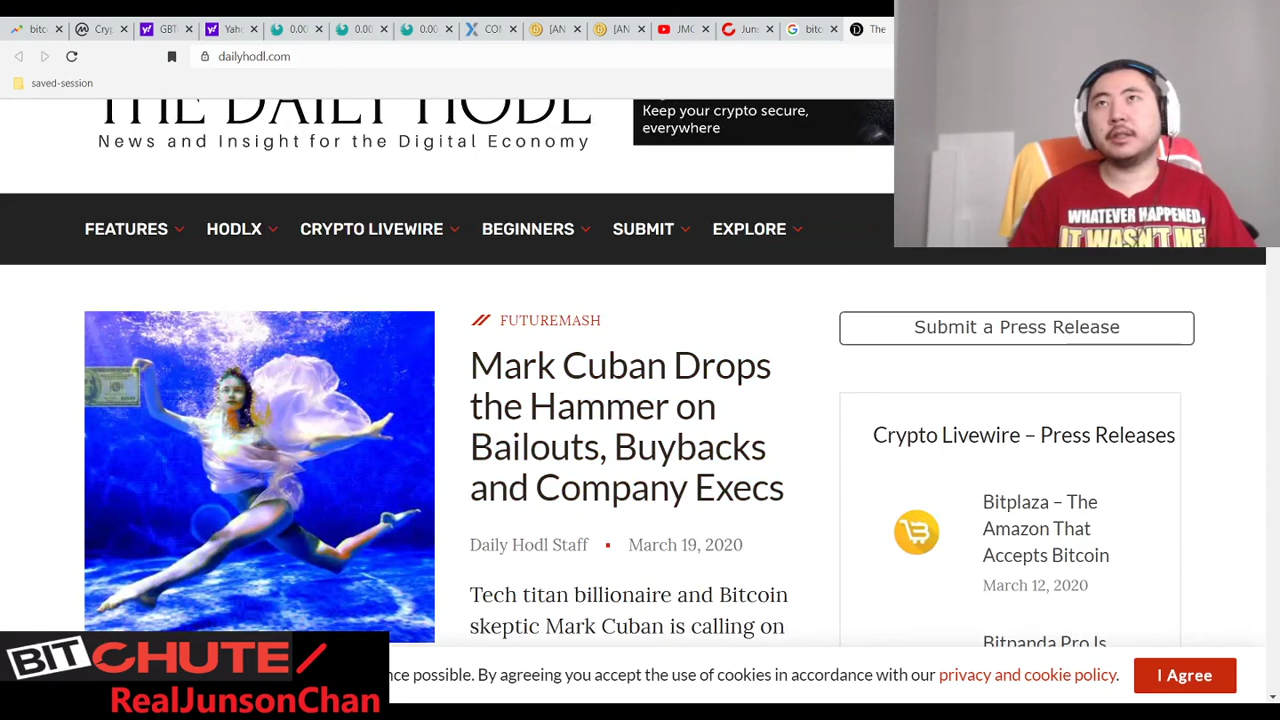 bitc
Cryp
GBT
Yaho
0.00
0.00
0.00
CON
[AN
[AN
JMC
Juns
bitc
The
dailyhodl.com
saved-session
THE DAILY HODL
News and Insight for the Digital Economy
Keep your crypto secure,
everywhere
FEATURES
HODLX
CRYPTO LIVEWIRE
BEGINNERS
SUBMIT
EXPLORE
WHATEVER HAPPENED,
IT WASN'T ME
FUTUREMASH
Mark Cuban Drops
the Hammer on
Bailouts, Buybacks
and Company Execs
Daily Hodl Staff ▪ March 19, 2020
Tech titan billionaire and Bitcoin
skeptic Mark Cuban is calling on
Submit a Press Release
Crypto Livewire – Press Releases
Bitplaza – The
Amazon That
Accepts Bitcoin
March 12, 2020
Bitpanda Pro Is
nce possible. By agreeing you accept the use of cookies in accordance with our privacy and cookie policy.
I Agree
BITCHUTE/
RealJunsonChan